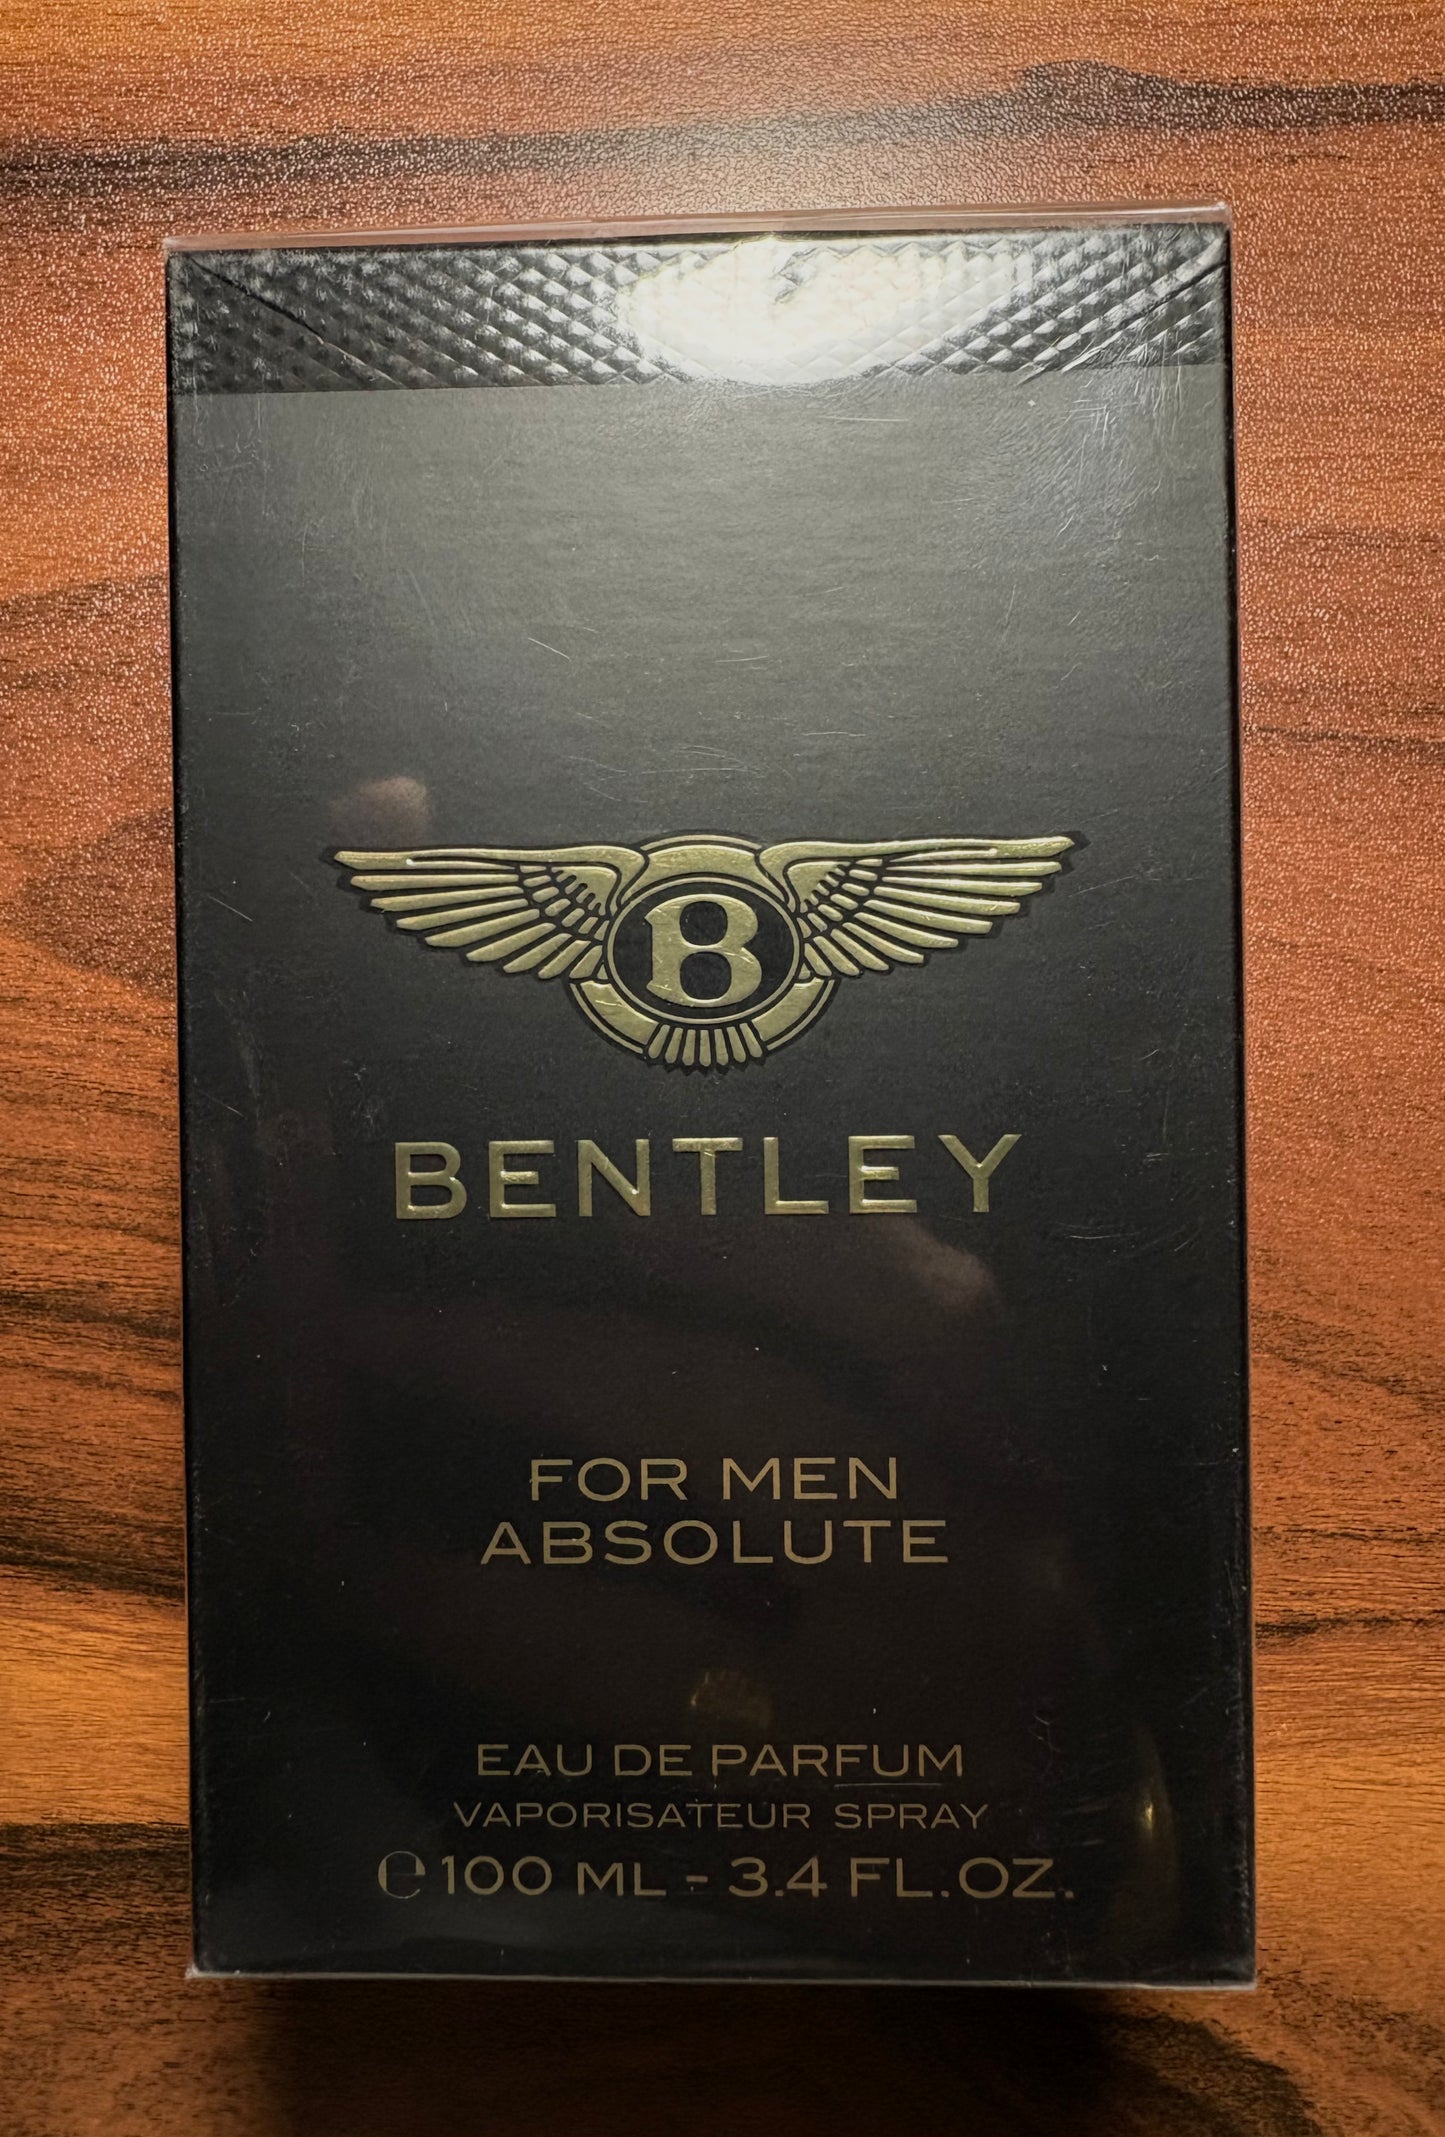 B
BENTLEY
FOR MEN
ABSOLUTE
EAU DE PARFUM
VAPORISATEUR SPRAY
℮ 100 ML - 3.4 FL.OZ.